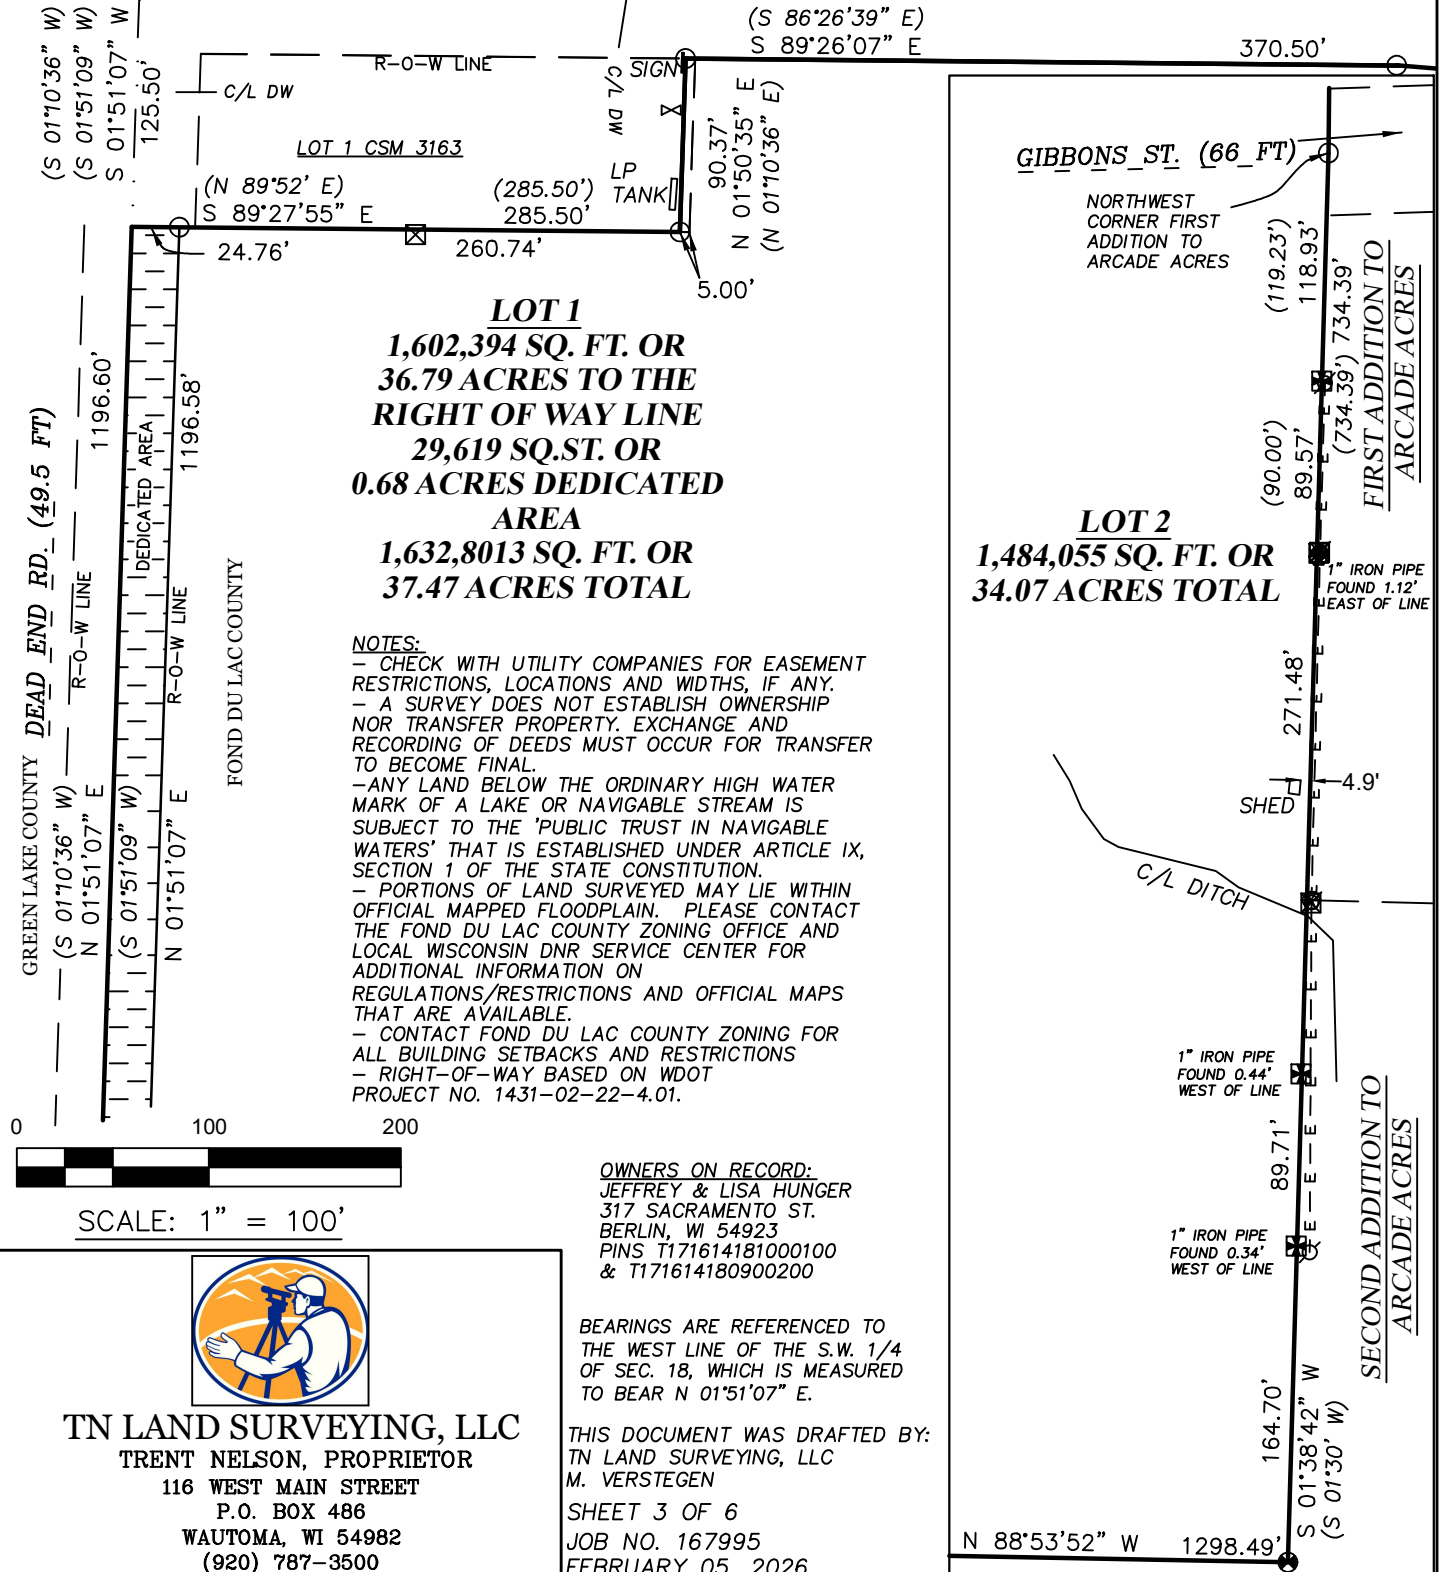 (S 01°10'36" W)
(S 01°51'09" W)
S 01°51'07" W
125.50'
R-O-W LINE
C/L DW
LOT 1 CSM 3163
C/L DW
SIGN
LP
TANK
(S 86°26'39" E)
S 89°26'07" E
370.50'
90.37'
N 01°50'35" E
(N 01°10'36" E)
(N 89°52' E)
S 89°27'55" E
(285.50')
285.50'
24.76'
260.74'
5.00'
LOT 1
1,602,394 SQ. FT. OR
36.79 ACRES TO THE
RIGHT OF WAY LINE
29,619 SQ.ST. OR
0.68 ACRES DEDICATED
AREA
1,632,8013 SQ. FT. OR
37.47 ACRES TOTAL
1196.60'
DEDICATED AREA
1196.58'
DEAD END RD. (49.5 FT)
R-O-W LINE
R-O-W LINE
GREEN LAKE COUNTY
FOND DU LAC COUNTY
(S 01°10'36" W)
N 01°51'07" E
(S 01°51'09" W)
N 01°51'07" E
NOTES:
- CHECK WITH UTILITY COMPANIES FOR EASEMENT
RESTRICTIONS, LOCATIONS AND WIDTHS, IF ANY.
- A SURVEY DOES NOT ESTABLISH OWNERSHIP
NOR TRANSFER PROPERTY. EXCHANGE AND
RECORDING OF DEEDS MUST OCCUR FOR TRANSFER
TO BECOME FINAL.
-ANY LAND BELOW THE ORDINARY HIGH WATER
MARK OF A LAKE OR NAVIGABLE STREAM IS
SUBJECT TO THE 'PUBLIC TRUST IN NAVIGABLE
WATERS' THAT IS ESTABLISHED UNDER ARTICLE IX,
SECTION 1 OF THE STATE CONSTITUTION.
- PORTIONS OF LAND SURVEYED MAY LIE WITHIN
OFFICIAL MAPPED FLOODPLAIN. PLEASE CONTACT
THE FOND DU LAC COUNTY ZONING OFFICE AND
LOCAL WISCONSIN DNR SERVICE CENTER FOR
ADDITIONAL INFORMATION ON
REGULATIONS/RESTRICTIONS AND OFFICIAL MAPS
THAT ARE AVAILABLE.
- CONTACT FOND DU LAC COUNTY ZONING FOR
ALL BUILDING SETBACKS AND RESTRICTIONS
- RIGHT-OF-WAY BASED ON WDOT
PROJECT NO. 1431-02-22-4.01.
GIBBONS ST. (66 FT)
NORTHWEST
CORNER FIRST
ADDITION TO
ARCADE ACRES
(119.23')
118.93'
734.39'
(734.39')
FIRST ADDITION TO
ARCADE ACRES
(90.00')
89.57'
LOT 2
1,484,055 SQ. FT. OR
34.07 ACRES TOTAL
E
E
E
E
1" IRON PIPE
FOUND 1.12'
EAST OF LINE
271.48'
4.9'
SHED
C/L DITCH
E
E
E
E
E
E
1" IRON PIPE
FOUND 0.44'
WEST OF LINE
89.71'
1" IRON PIPE
FOUND 0.34'
WEST OF LINE
SECOND ADDITION TO
ARCADE ACRES
164.70'
S 01°38'42" W
(S 01°30' W)
N 88°53'52" W
1298.49'
0
100
200
SCALE: 1" = 100'
OWNERS ON RECORD:
JEFFREY & LISA HUNGER
317 SACRAMENTO ST.
BERLIN, WI 54923
PINS T171614181000100
& T171614180900200
BEARINGS ARE REFERENCED TO
THE WEST LINE OF THE S.W. 1/4
OF SEC. 18, WHICH IS MEASURED
TO BEAR N 01°51'07" E.
THIS DOCUMENT WAS DRAFTED BY:
TN LAND SURVEYING, LLC
M. VERSTEGEN
SHEET 3 OF 6
JOB NO. 167995
FEBRUARY 05, 2026
TN LAND SURVEYING, LLC
TRENT NELSON, PROPRIETOR
116 WEST MAIN STREET
P.O. BOX 486
WAUTOMA, WI 54982
(920) 787-3500